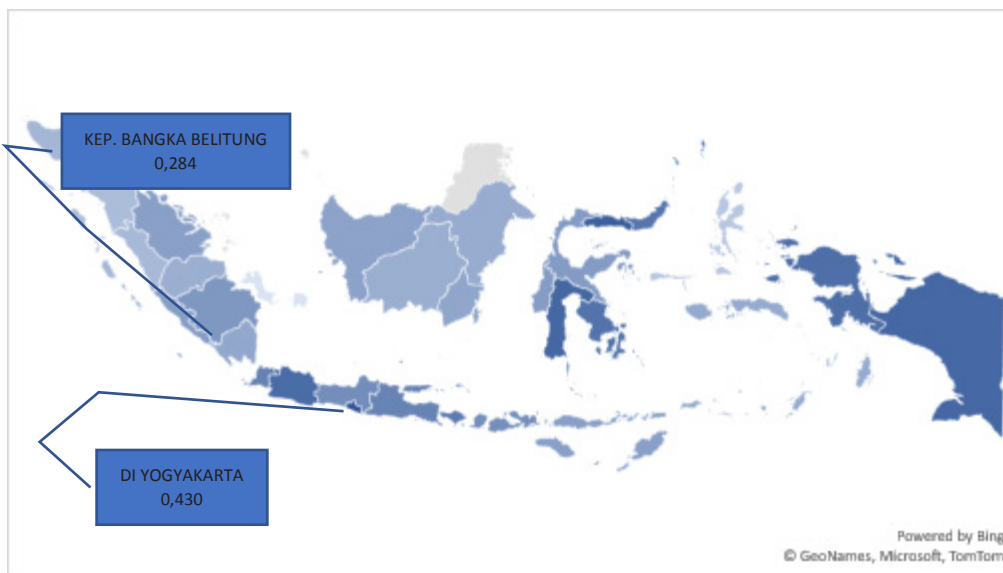 KEP. BANGKA BELITUNG
0,284
DI YOGYAKARTA
0,430
Powered by Bing
© GeoNames, Microsoft, TomTom